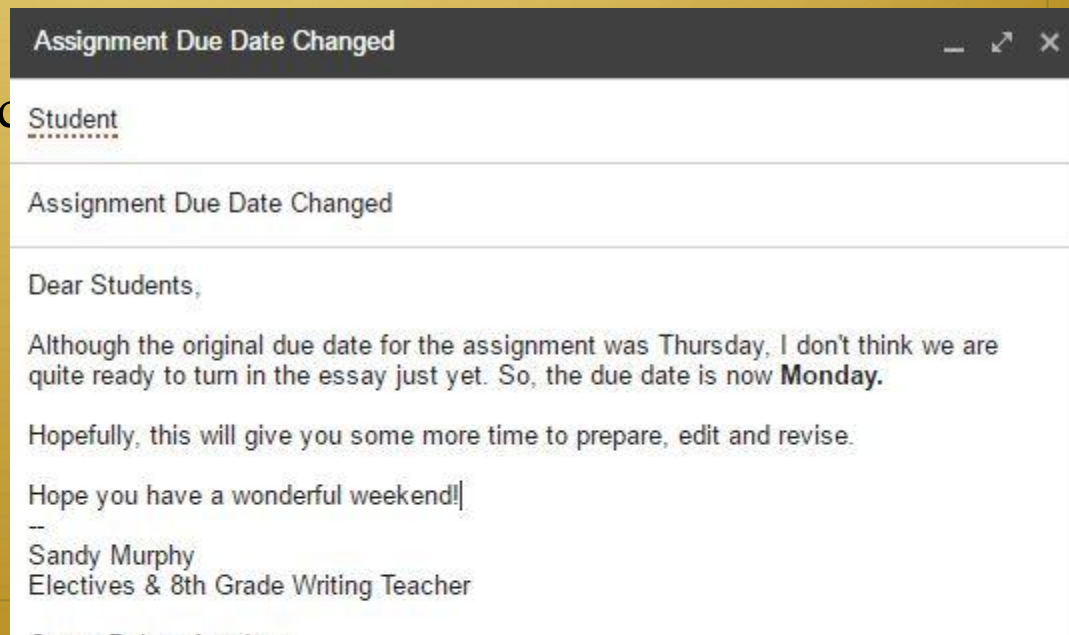 Assignment Due Date Changed
Student
Assignment Due Date Changed
Dear Students,
Although the original due date for the assignment was Thursday, I don't think we are
quite ready to turn in the essay just yet. So, the due date is now Monday.
Hopefully, this will give you some more time to prepare, edit and revise.
Hope you have a wonderful weekend!
--
Sandy Murphy
Electives & 8th Grade Writing Teacher